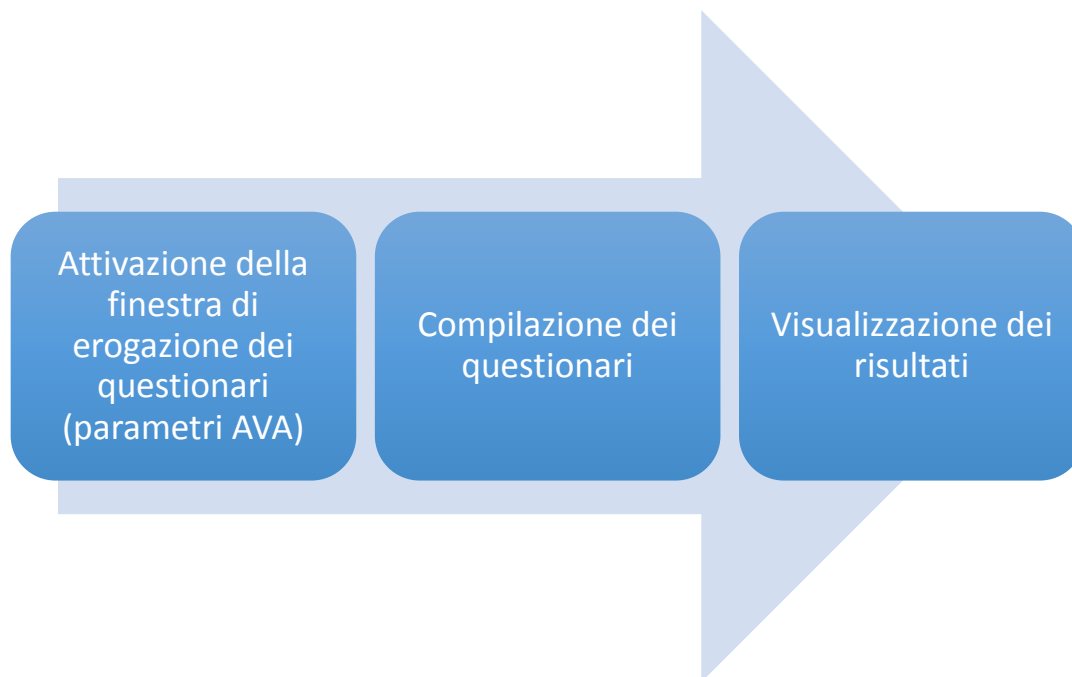 Attivazione della
finestra di
erogazione dei
questionari
(parametri AVA)
Compilazione dei
questionari
Visualizzazione dei
risultati